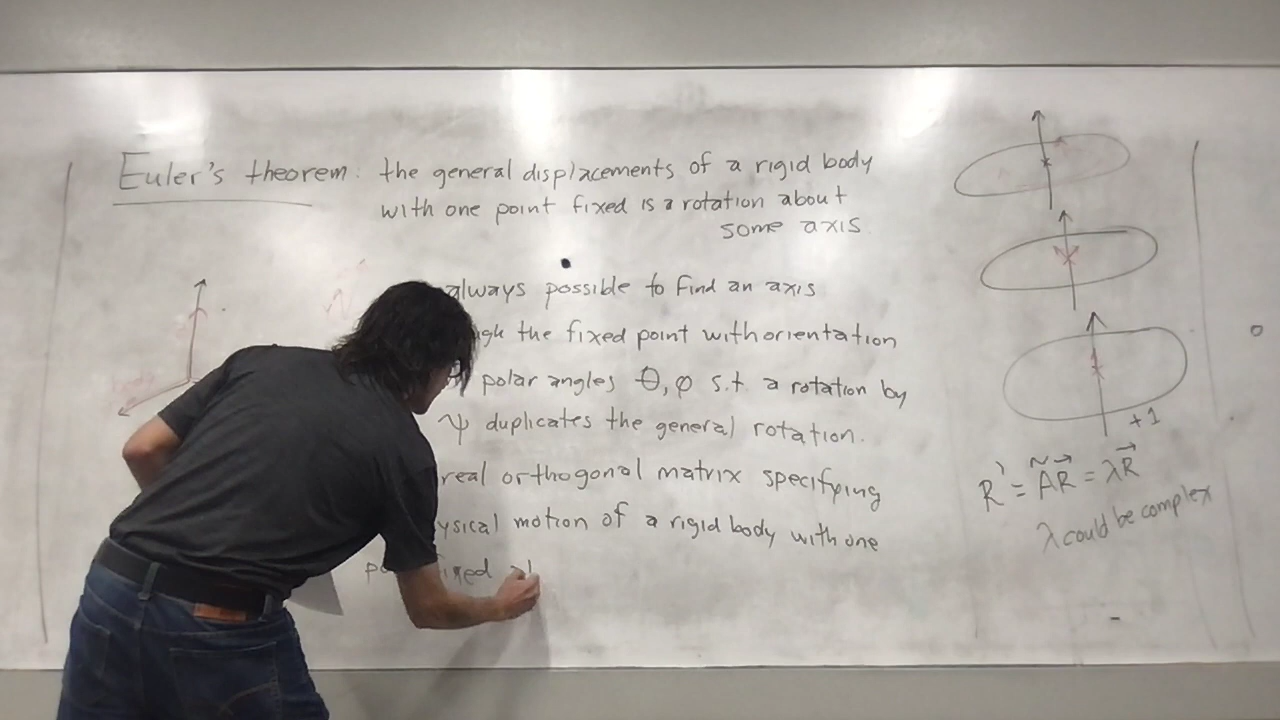 Euler's theorem: the general displacements of a rigid body
with one point fixed is a rotation about
some axis
always possible to find an axis
the fixed point with orientation
polar angles θ, φ s.t. a rotation by
ψ duplicates the general rotation.
real orthogonal matrix specifying
motion of a rigid body with one
+1
R' = ÃR⃗ = λR⃗
λ could be complex